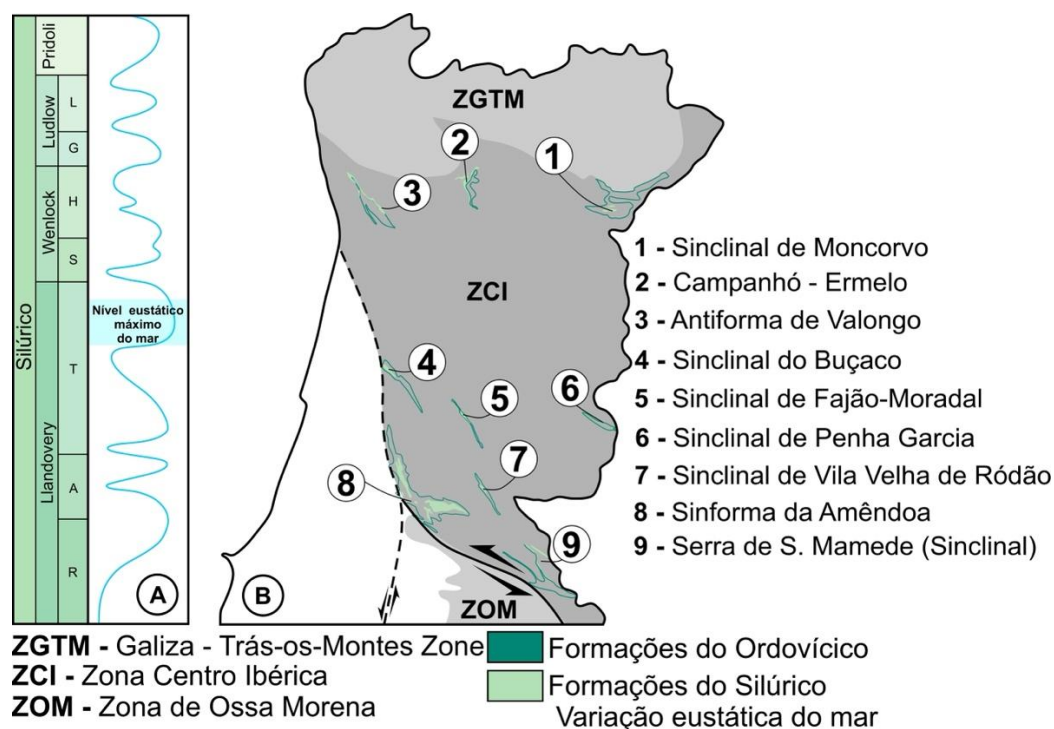 Silúrico
Pridoli
Ludlow
L
G
Wenlock
H
S
Llandovery
T
A
R
Nível eustático
máximo
do mar
A
ZGTM
2
1
3
ZCI
4
5
6
7
8
9
B
ZOM
1 - Sinclinal de Moncorvo
2 - Campanhó - Ermelo
3 - Antiforma de Valongo
4 - Sinclinal do Buçaco
5 - Sinclinal de Fajão-Moradal
6 - Sinclinal de Penha Garcia
7 - Sinclinal de Vila Velha de Ródão
8 - Sinforma da Amêndoa
9 - Serra de S. Mamede (Sinclinal)
ZGTM - Galiza - Trás-os-Montes Zone
ZCI - Zona Centro Ibérica
ZOM - Zona de Ossa Morena
Formações do Ordovícico
Formações do Silúrico
Variação eustática do mar